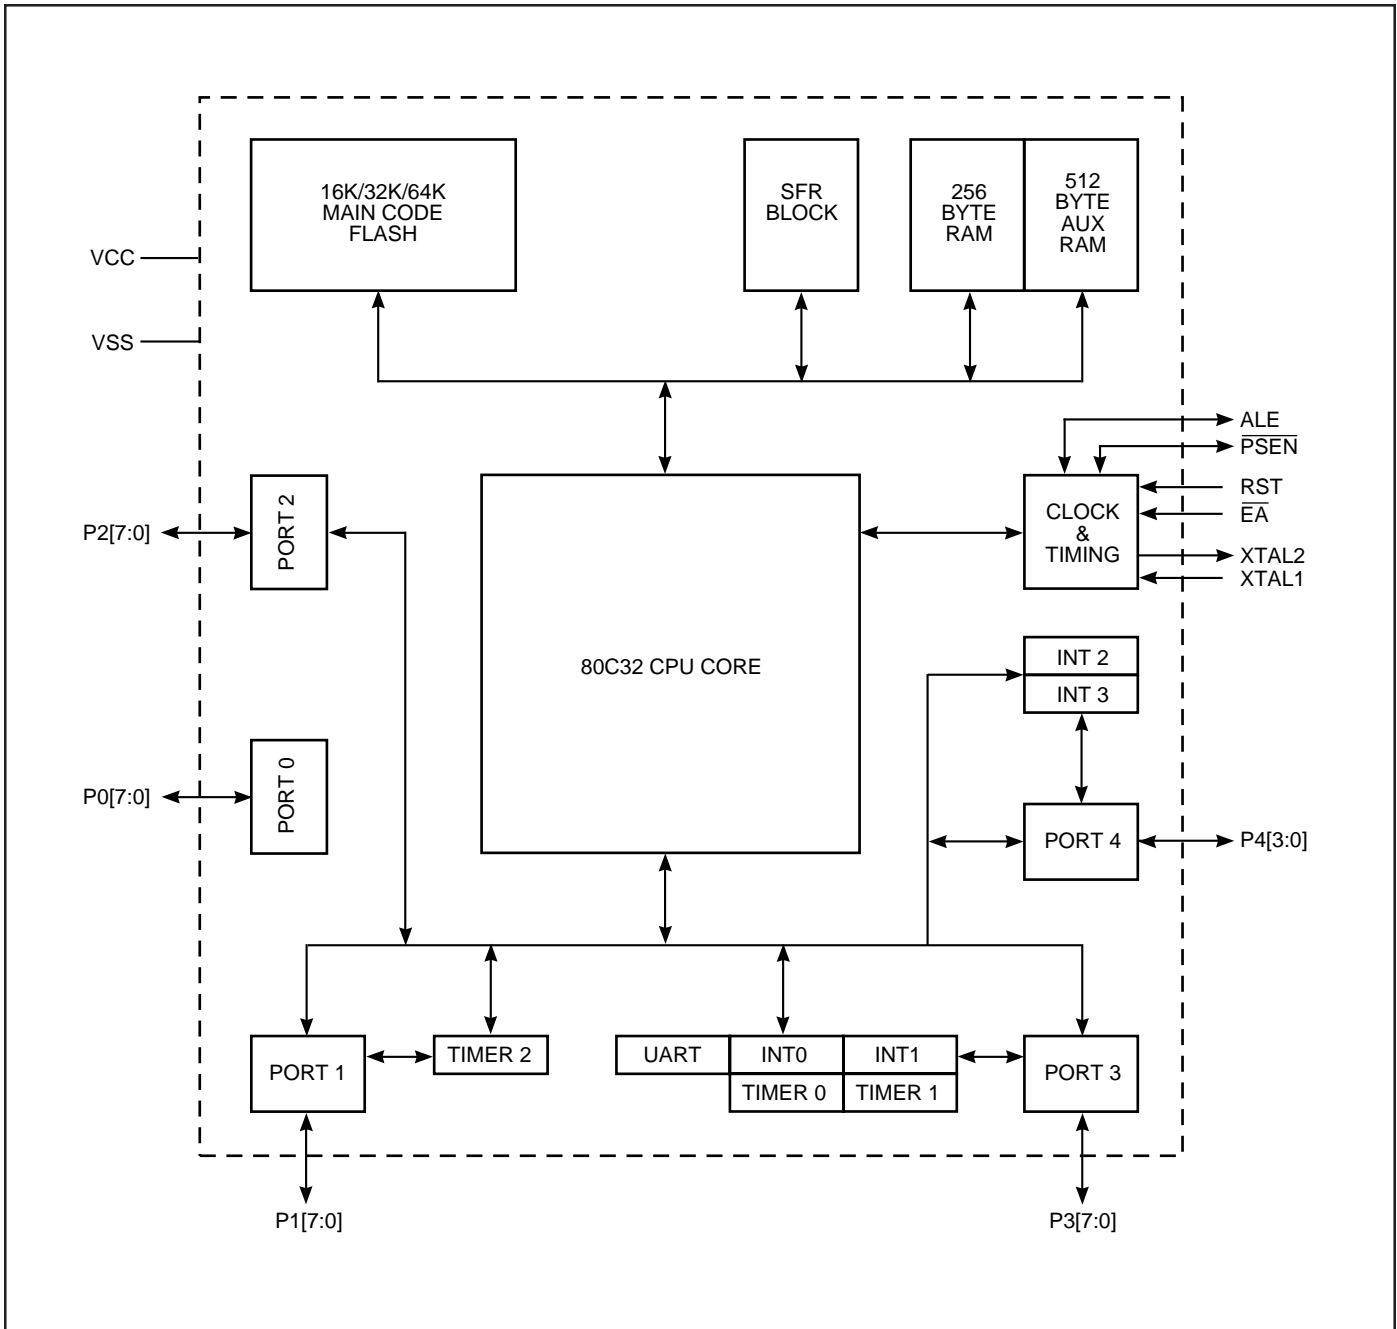 16K/32K/64K
MAIN CODE
FLASH
SFR
BLOCK
256
BYTE
RAM
512
BYTE
AUX
RAM
VCC
VSS
ALE
PSEN
RST
EA
XTAL2
XTAL1
CLOCK
&
TIMING
P2[7:0]
PORT 2
80C32 CPU CORE
INT 2
INT 3
P0[7:0]
PORT 0
PORT 4
P4[3:0]
PORT 1
TIMER 2
UART
INT0
INT1
TIMER 0
TIMER 1
PORT 3
P1[7:0]
P3[7:0]